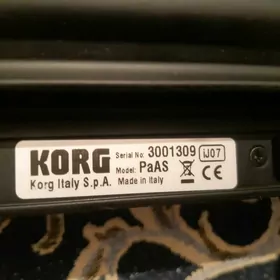 KORG Serial No: 3001309 IJ07
Model: PaAS
Korg Italy S.p.A. Made in Italy CE